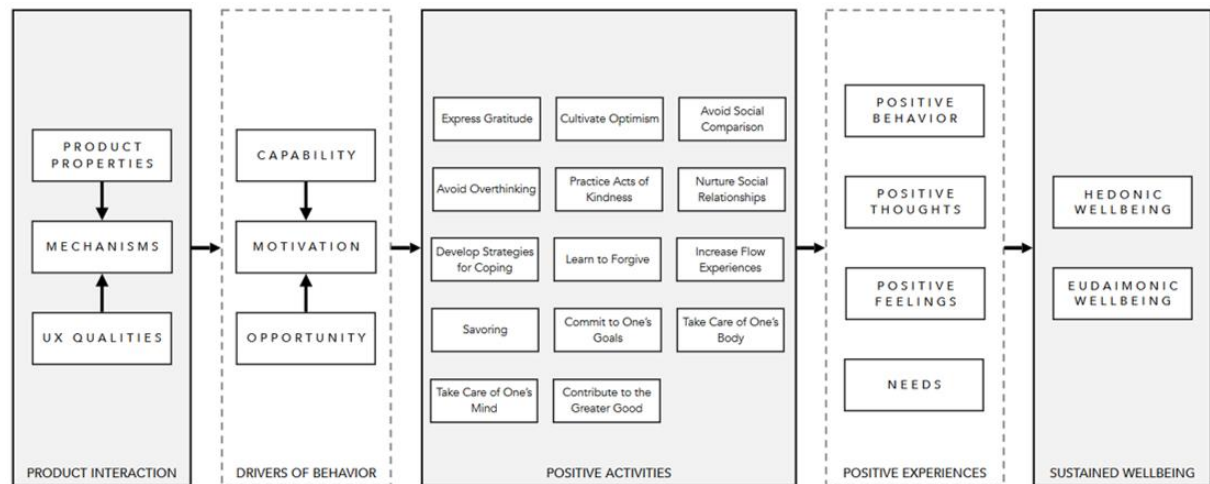 PRODUCT
PROPERTIES
MECHANISMS
UX QUALITIES
PRODUCT INTERACTION
CAPABILITY
MOTIVATION
OPPORTUNITY
DRIVERS OF BEHAVIOR
Express Gratitude
Cultivate Optimism
Avoid Social
Comparison
Avoid Overthinking
Practice Acts of
Kindness
Nurture Social
Relationships
Develop Strategies
for Coping
Learn to Forgive
Increase Flow
Experiences
Savoring
Commit to One's
Goals
Take Care of One's
Body
Take Care of One's
Mind
Contribute to the
Greater Good
POSITIVE ACTIVITIES
POSITIVE
BEHAVIOR
POSITIVE
THOUGHTS
POSITIVE
FEELINGS
NEEDS
POSITIVE EXPERIENCES
HEDONIC
WELLBEING
EUDAIMONIC
WELLBEING
SUSTAINED WELLBEING